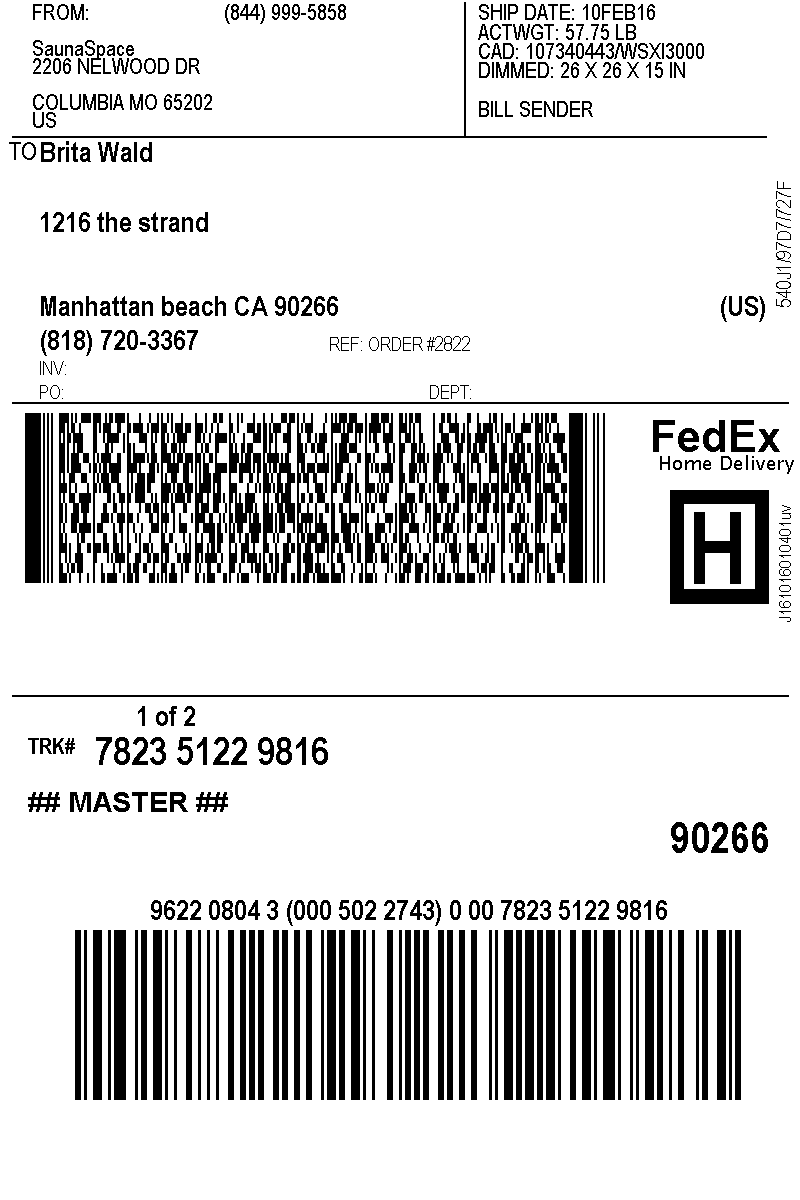 FROM: (844) 999-5858
SaunaSpace
2206 NELWOOD DR
COLUMBIA MO 65202
US
SHIP DATE: 10FEB16
ACTWGT: 57.75 LB
CAD: 107340443/WSXI3000
DIMMED: 26 X 26 X 15 IN
BILL SENDER
TO Brita Wald
1216 the strand
Manhattan beach CA 90266 (US)
(818) 720-3367 REF: ORDER #2822
INV:
PO: DEPT:
540J1/97D7/727F
FedEx
Home Delivery
H
J161016010401uv
1 of 2
TRK# 7823 5122 9816
## MASTER ##
90266
9622 0804 3 (000 502 2743) 0 00 7823 5122 9816